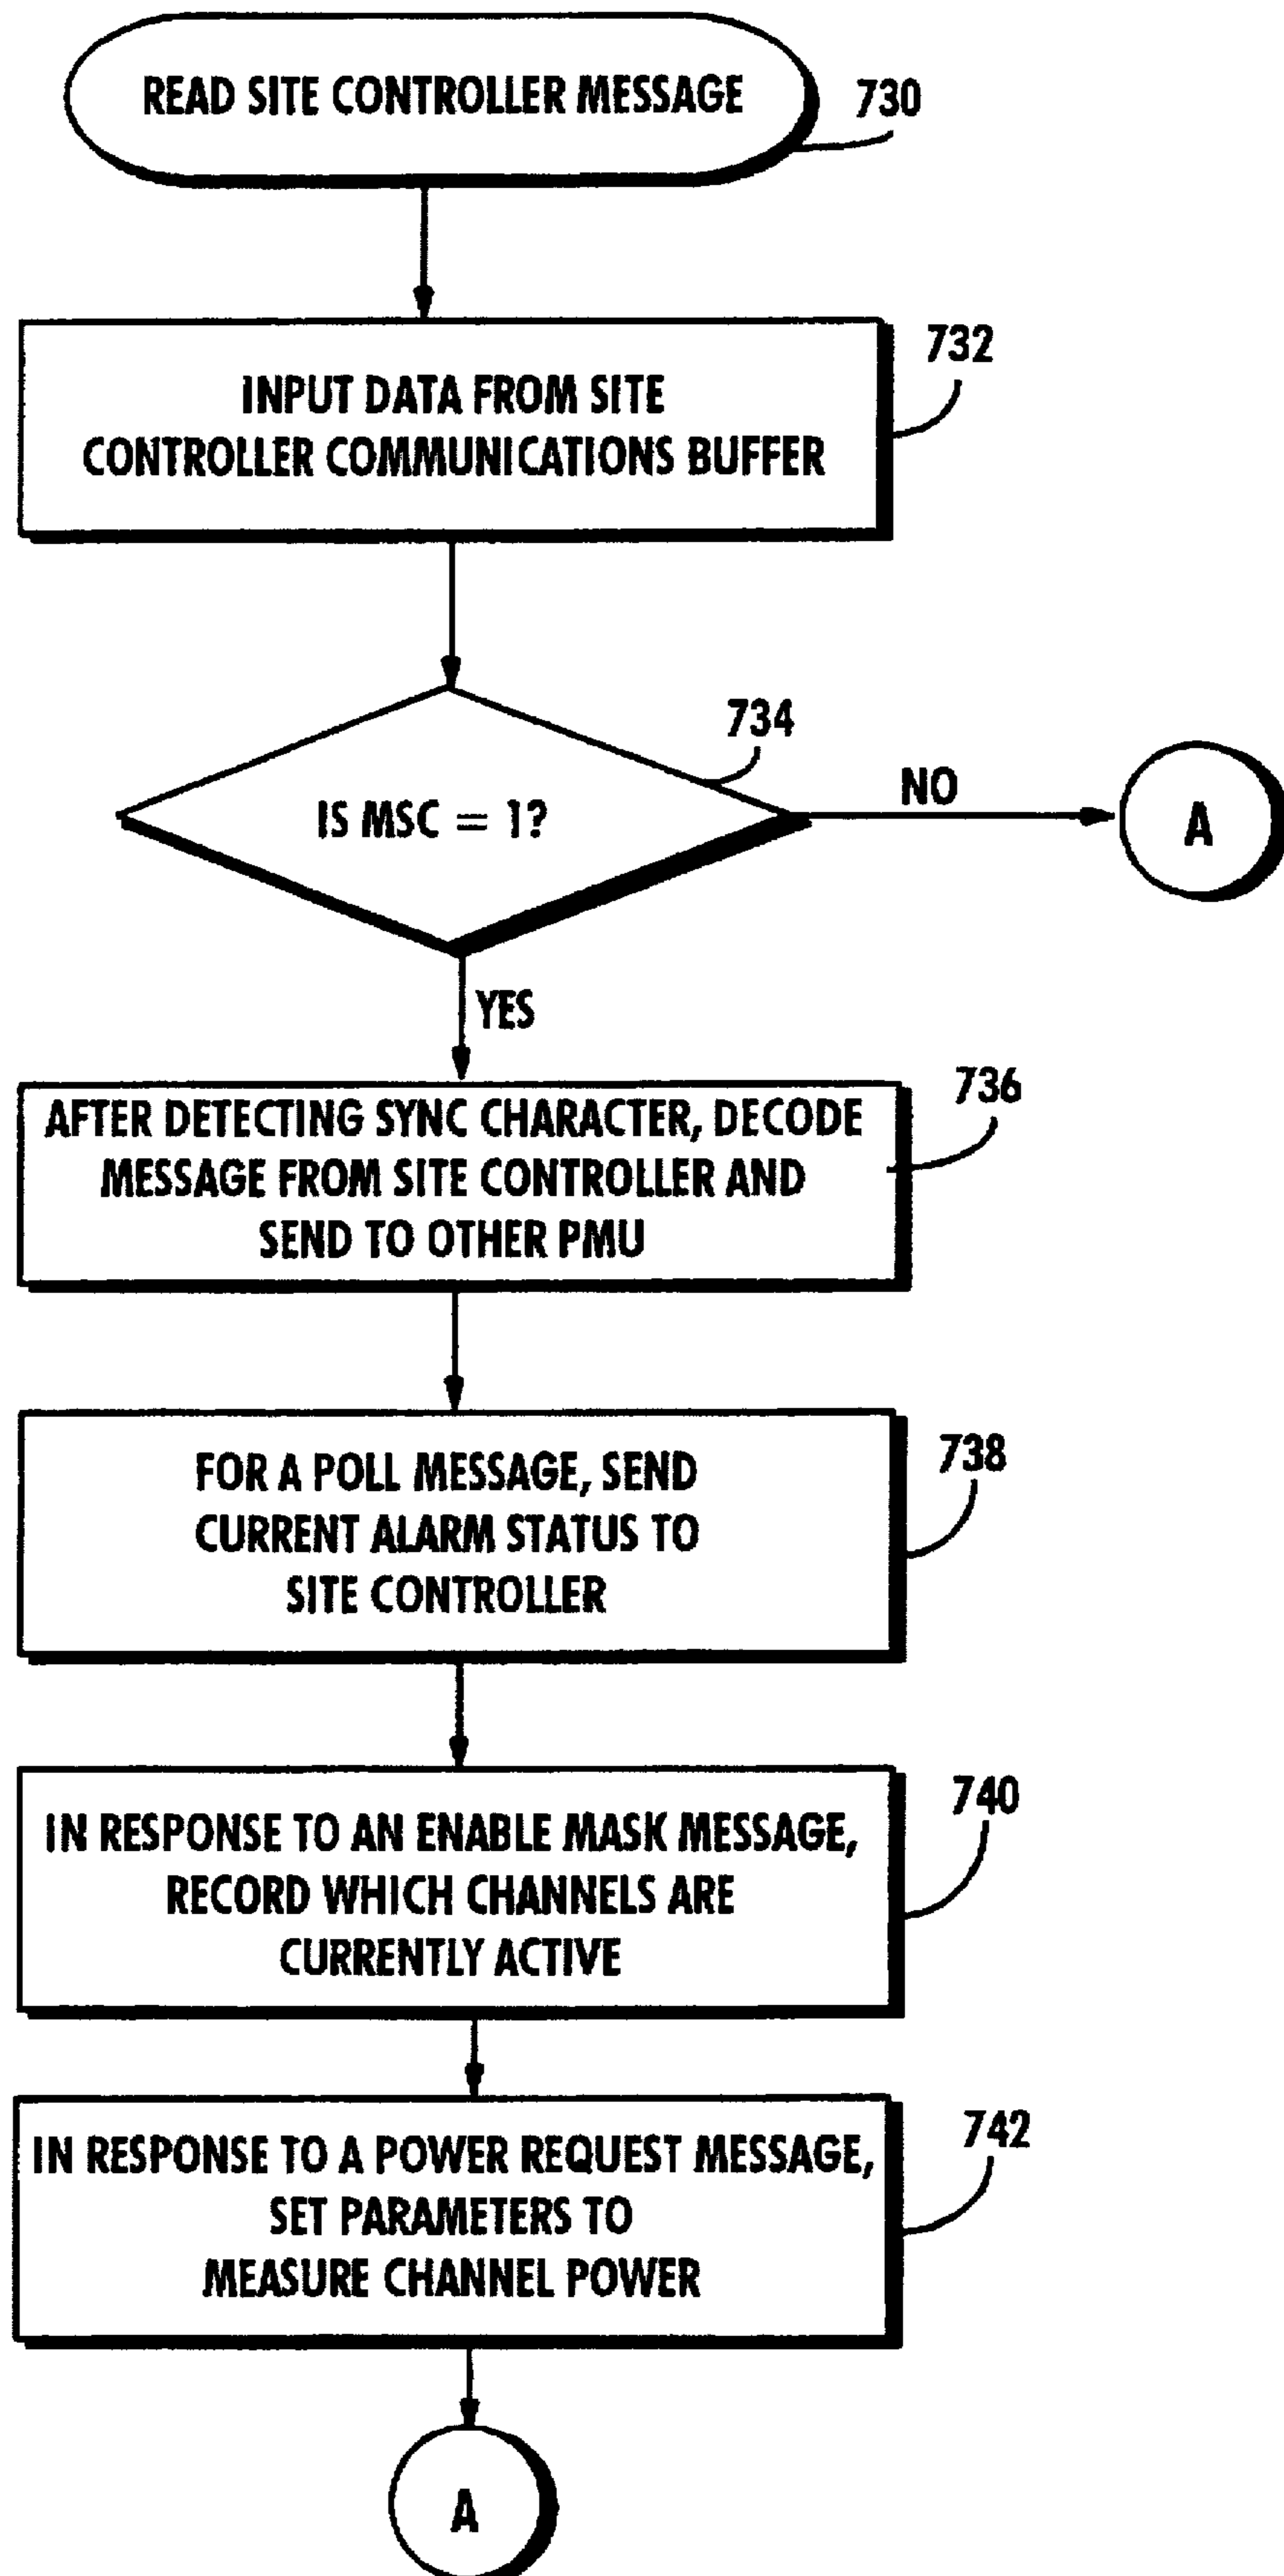 READ SITE CONTROLLER MESSAGE
730
INPUT DATA FROM SITE
CONTROLLER COMMUNICATIONS BUFFER
732
IS MSC = 1?
734
NO
A
YES
AFTER DETECTING SYNC CHARACTER, DECODE
MESSAGE FROM SITE CONTROLLER AND
SEND TO OTHER PMU
736
FOR A POLL MESSAGE, SEND
CURRENT ALARM STATUS TO
SITE CONTROLLER
738
IN RESPONSE TO AN ENABLE MASK MESSAGE,
RECORD WHICH CHANNELS ARE
CURRENTLY ACTIVE
740
IN RESPONSE TO A POWER REQUEST MESSAGE,
SET PARAMETERS TO
MEASURE CHANNEL POWER
742
A